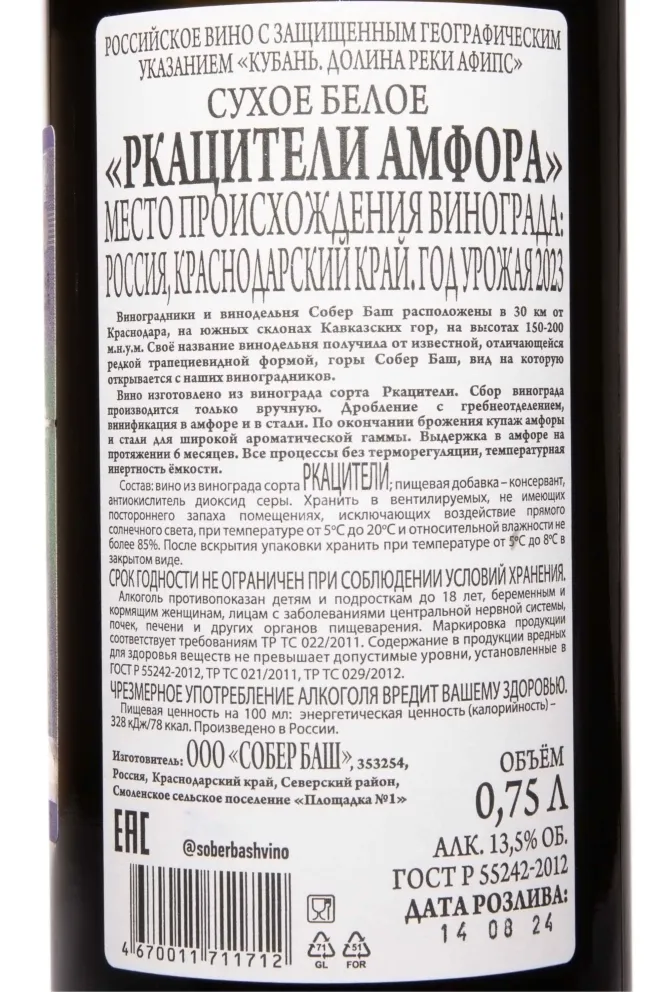 РОССИЙСКОЕ ВИНО С ЗАЩИЩЕННЫМ ГЕОГРАФИЧЕСКИМ
УКАЗАНИЕМ «КУБАНЬ. ДОЛИНА РЕКИ АФИПС»
СУХОЕ БЕЛОЕ
«РКАЦИТЕЛИ АМФОРА»
МЕСТО ПРОИСХОЖДЕНИЯ ВИНОГРАДА:
РОССИЯ, КРАСНОДАРСКИЙ КРАЙ. ГОД УРОЖАЯ 2023
Виноградники и винодельня Собер Баш расположены в 30 км от
Краснодара, на южных склонах Кавказских гор, на высотах 150-200
м.н.у.м. Своё название винодельня получила от известной, отличающейся
редкой трапециевидной формой, горы Собер Баш, вид на которую
открывается с наших виноградников.
Вино изготовлено из винограда сорта Ркацители. Сбор винограда
производится только вручную. Дробление с гребнеотделением,
винификация в амфоре и в стали. По окончании брожения купаж амфоры
и стали для широкой ароматической гаммы. Выдержка в амфоре на
протяжении 6 месяцев. Все процессы без терморегуляции, температурная
инертность ёмкости.
Состав: вино из винограда сорта РКАЦИТЕЛИ; пищевая добавка – консервант,
антиокислитель диоксид серы. Хранить в вентилируемых, не имеющих
постороннего запаха помещениях, исключающих воздействие прямого
солнечного света, при температуре от 5°C до 20°C и относительной влажности не
более 85%. После вскрытия упаковки хранить при температуре от 5°C до 8°C в
закрытом виде.
СРОК ГОДНОСТИ НЕ ОГРАНИЧЕН ПРИ СОБЛЮДЕНИИ УСЛОВИЙ ХРАНЕНИЯ.
Алкоголь противопоказан детям и подросткам до 18 лет, беременным и
кормящим женщинам, лицам с заболеваниями центральной нервной системы,
почек, печени и других органов пищеварения. Маркировка продукции
соответствует требованиям ТР ТС 022/2011. Содержание в продукции вредных
для здоровья веществ не превышает допустимые уровни, установленные в
ГОСТ Р 55242-2012, ТР ТС 021/2011, ТР ТС 029/2012.
ЧРЕЗМЕРНОЕ УПОТРЕБЛЕНИЕ АЛКОГОЛЯ ВРЕДИТ ВАШЕМУ ЗДОРОВЬЮ.
Пищевая ценность на 100 мл: энергетическая ценность (калорийность) –
328 кДж/78 ккал. Произведено в России.
Изготовитель: ООО «СОБЕР БАШ», 353254,
Россия, Краснодарский край, Северский район,
Смоленское сельское поселение «Площадка №1»
ОБЪЁМ
0,75 Л
АЛК. 13,5% ОБ.
ГОСТ Р 55242-2012
ДАТА РОЗЛИВА:
14 08 24
EAC
@soberbashvino
4 670011 711712
71
GL
51
FOR